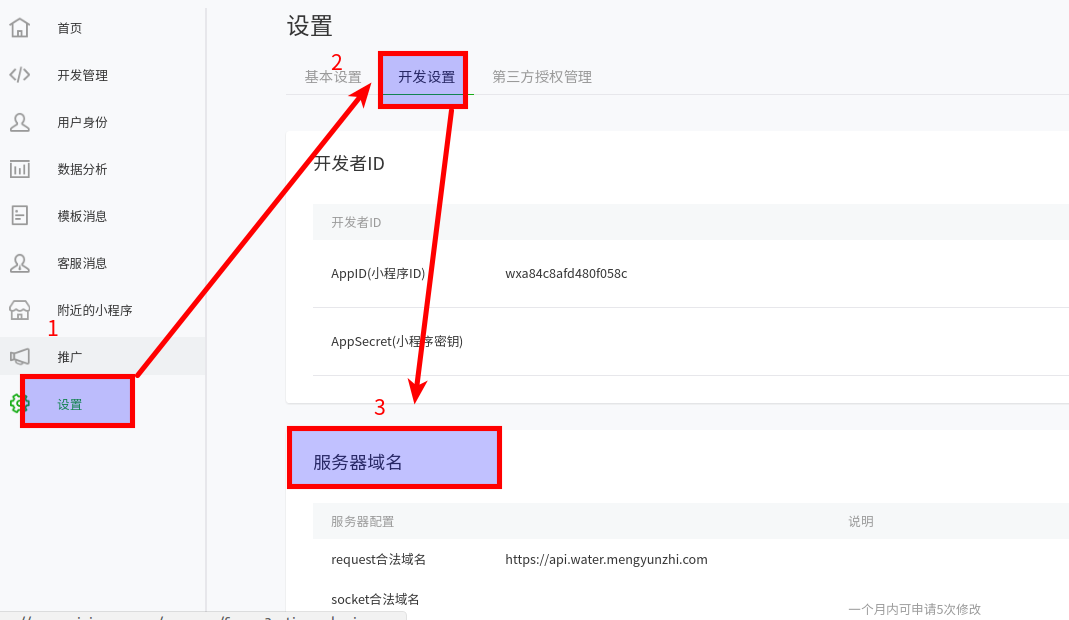 首页
开发管理
用户身份
数据分析
模板消息
客服消息
附近的小程序
1
推广
设置
设置
2
基本设置 开发设置 第三方授权管理
开发者ID
开发者ID
AppID(小程序ID) wxa84c8afd480f058c
AppSecret(小程序密钥)
3
服务器域名
服务器配置 说明
request合法域名 https://api.water.mengyunzhi.com
socket合法域名
一个月内可申请5次修改